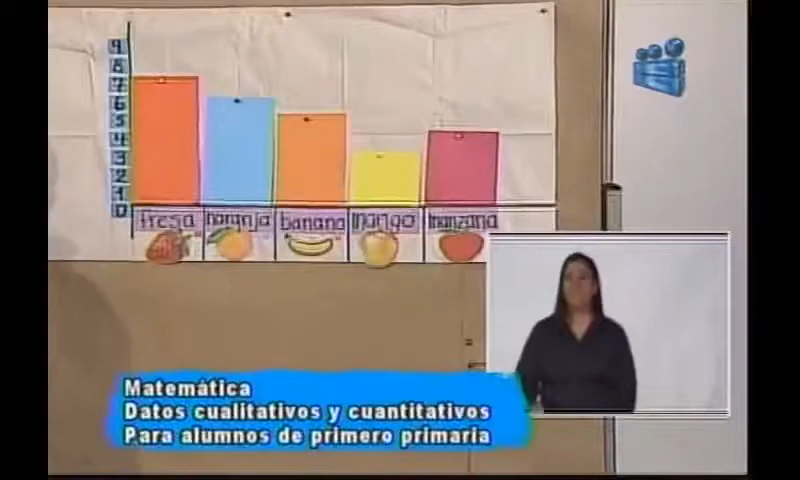 9
8
7
6
5
4
3
2
1
0
fresa naranja banano mango manzana
Matemática
Datos cualitativos y cuantitativos
Para alumnos de primero primaria